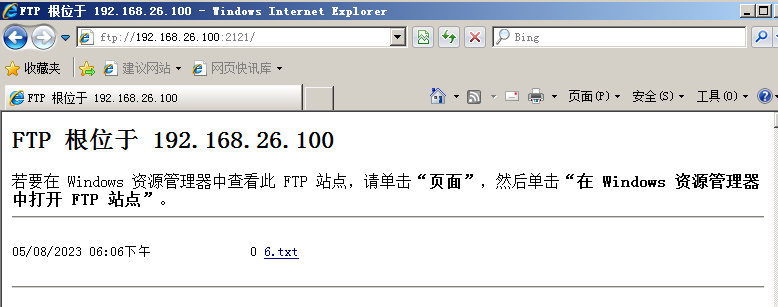 FTP 根位于 192.168.26.100 - Windows Internet Explorer
ftp://192.168.26.100:2121/
Bing
收藏夹 建议网站 网页快讯库
FTP 根位于 192.168.26.100
页面(P) 安全(S) 工具(O)
FTP 根位于 192.168.26.100
若要在 Windows 资源管理器中查看此 FTP 站点，请单击“页面”，然后单击“在 Windows 资源管理器
中打开 FTP 站点”。
05/08/2023 06:06下午 0 6.txt